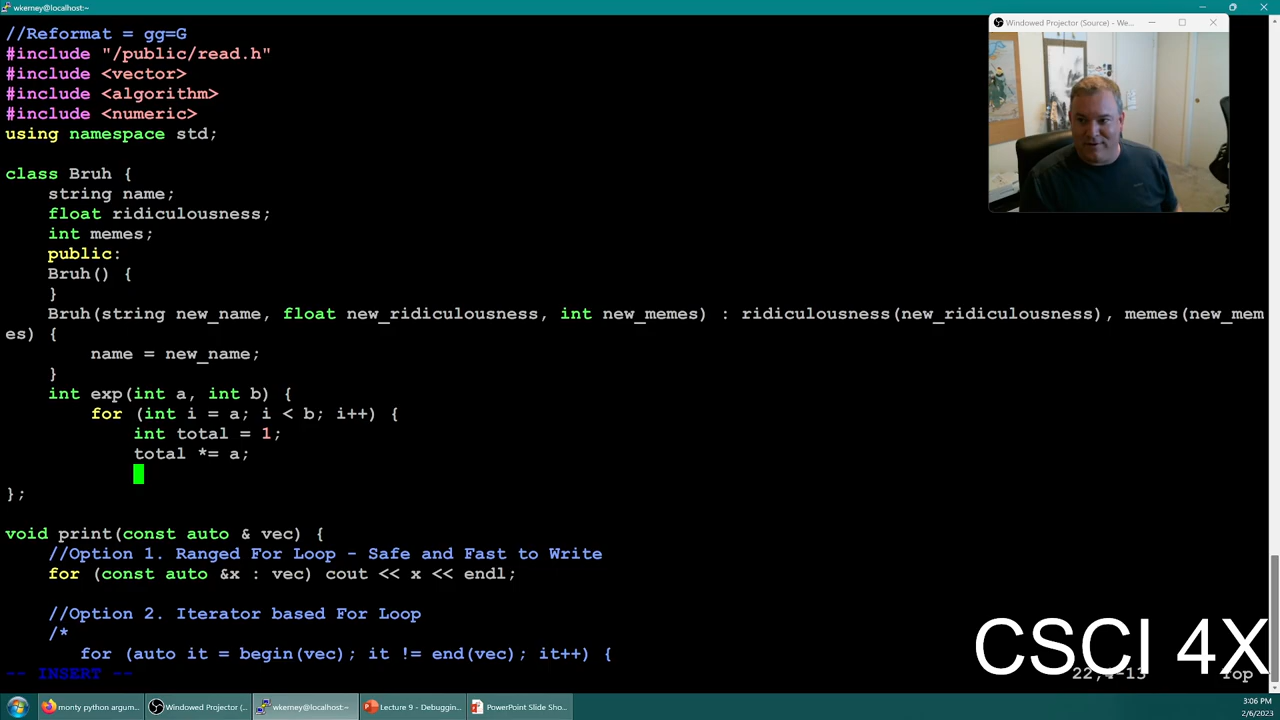 wkerney@localhost:~
//Reformat = gg=G
#include "/public/read.h"
#include <vector>
#include <algorithm>
#include <numeric>
using namespace std;
class Bruh {
string name;
float ridiculousness;
int memes;
public:
Bruh() {
}
Bruh(string new_name, float new_ridiculousness, int new_memes) : ridiculousness(new_ridiculousness), memes(new_mem
es) {
name = new_name;
}
int exp(int a, int b) {
for (int i = a; i < b; i++) {
int total = 1;
total *= a;
};
void print(const auto & vec) {
//Option 1. Ranged For Loop - Safe and Fast to Write
for (const auto &x : vec) cout << x << endl;
//Option 2. Iterator based For Loop
/*
for (auto it = begin(vec); it != end(vec); it++) {
-- INSERT --
Windowed Projector (Source) - We...
CSCI 4X
monty python argum...
Windowed Projector (...
wkerney@localhost:~
Lecture 9 - Debuggin...
PowerPoint Slide Sho...
3:06 PM
2/6/2023